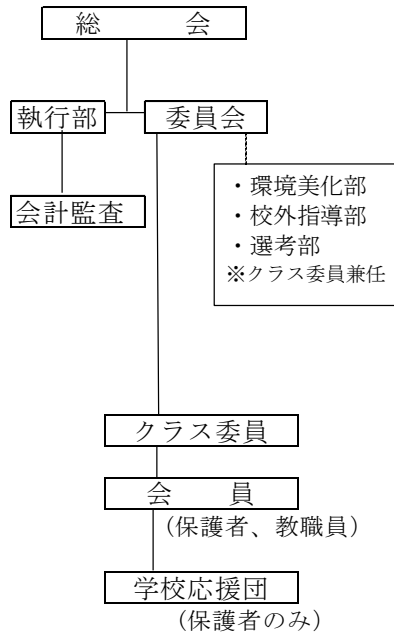 総　　会
執行部
委員会
会計監査
・環境美化部
・校外指導部
・選考部
※クラス委員兼任
クラス委員
会　　員
（保護者、教職員）
学校応援団
（保護者のみ）